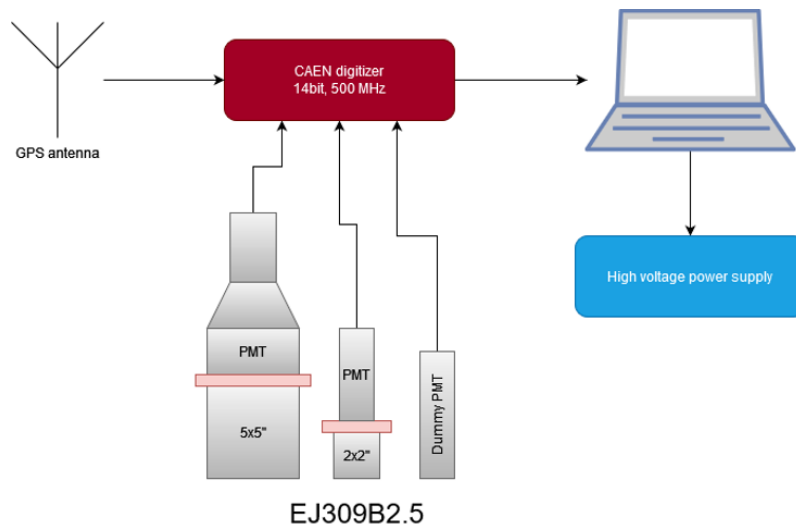 CAEN digitizer
14bit, 500 MHz
GPS antenna
High voltage power supply
PMT
PMT
Dummy PMT
5x5"
2x2"
EJ309B2.5